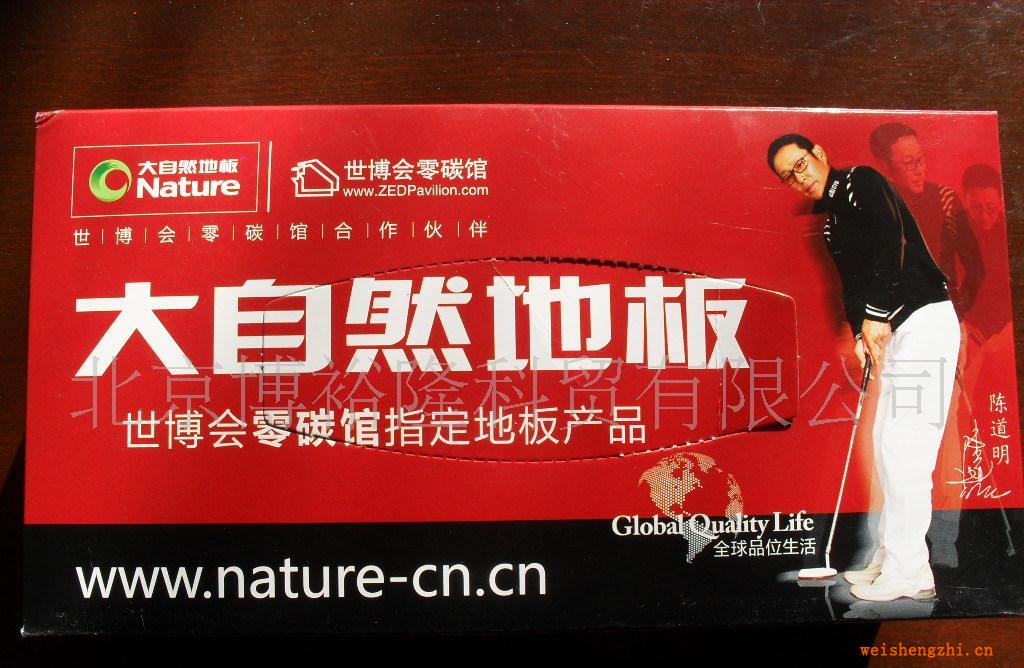 大自然地板
Nature
世博会零碳馆
www.ZEDPavilion.com
世|博|会|零|碳|馆|合|作|伙|伴
大自然地板
北京博裕隆科贸有限公司
世博会零碳馆指定地板产品
陈道明
Global Quality Life
全球品位生活
www.nature-cn.cn
weishengzhi.cn